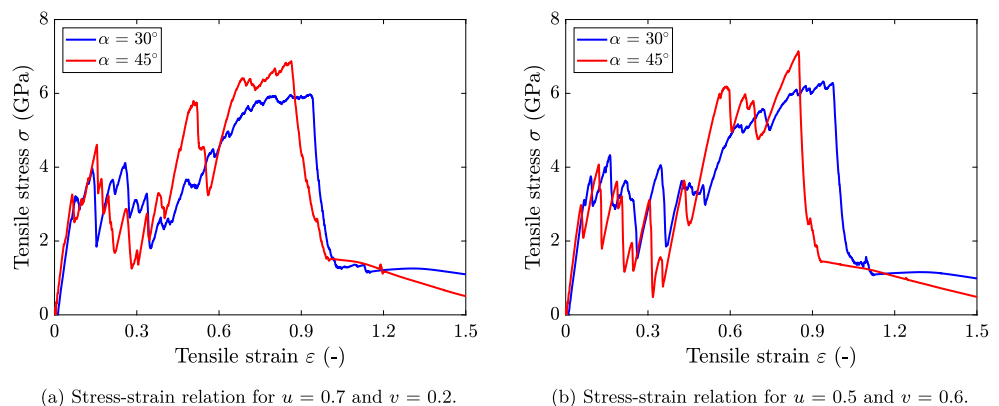 8
6
4
2
0
0
0.3
0.6
0.9
1.2
1.5
Tensile stress σ (GPa)
Tensile strain ε (-)
α = 30°
α = 45°
(a) Stress-strain relation for u = 0.7 and v = 0.2.
8
6
4
2
0
0
0.3
0.6
0.9
1.2
1.5
Tensile stress σ (GPa)
Tensile strain ε (-)
α = 30°
α = 45°
(b) Stress-strain relation for u = 0.5 and v = 0.6.